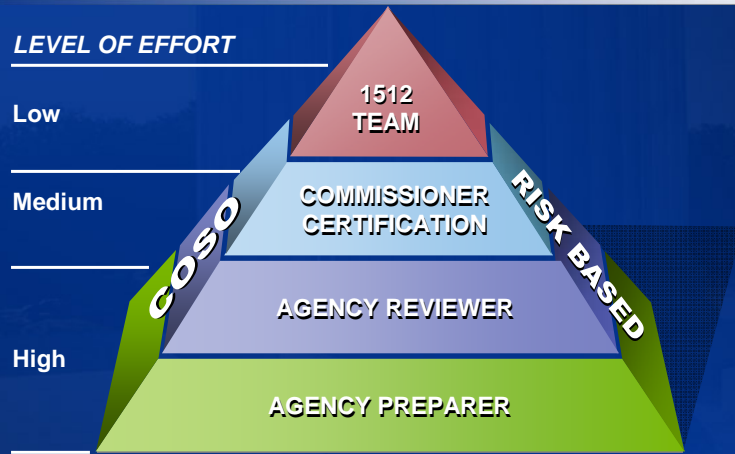 LEVEL OF EFFORT
Low
1512
TEAM
Medium
COMMISSIONER
CERTIFICATION
COSO
RISK BASED
AGENCY REVIEWER
High
AGENCY PREPARER